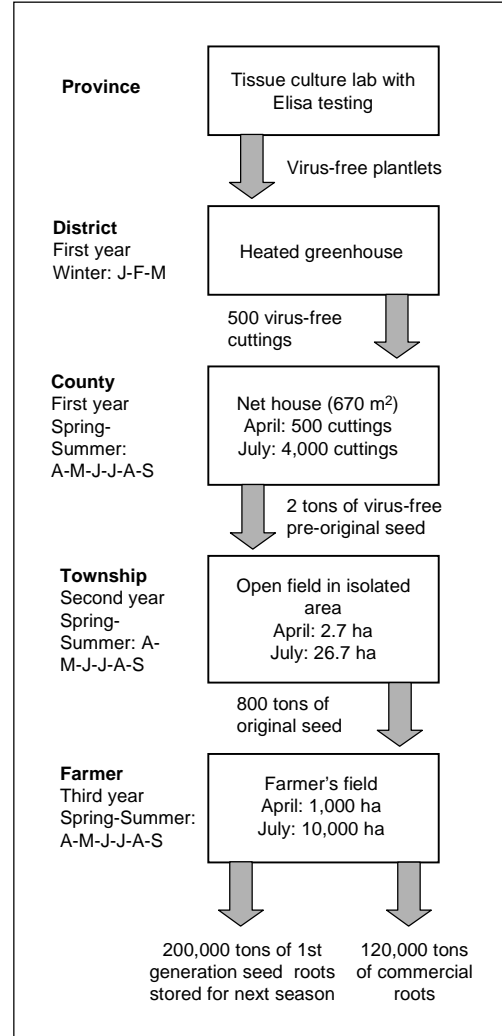 Province
Tissue culture lab with
Elisa testing
Virus-free plantlets
District
First year
Winter: J-F-M
Heated greenhouse
500 virus-free
cuttings
County
First year
Spring-
Summer:
A-M-J-J-A-S
Net house (670 m²)
April: 500 cuttings
July: 4,000 cuttings
2 tons of virus-free
pre-original seed
Township
Second year
Spring-
Summer: A-
M-J-J-A-S
Open field in isolated
area
April: 2.7 ha
July: 26.7 ha
800 tons of
original seed
Farmer
Third year
Spring-Summer:
A-M-J-J-A-S
Farmer's field
April: 1,000 ha
July: 10,000 ha
200,000 tons of 1st
generation seed roots
stored for next season
120,000 tons
of commercial
roots